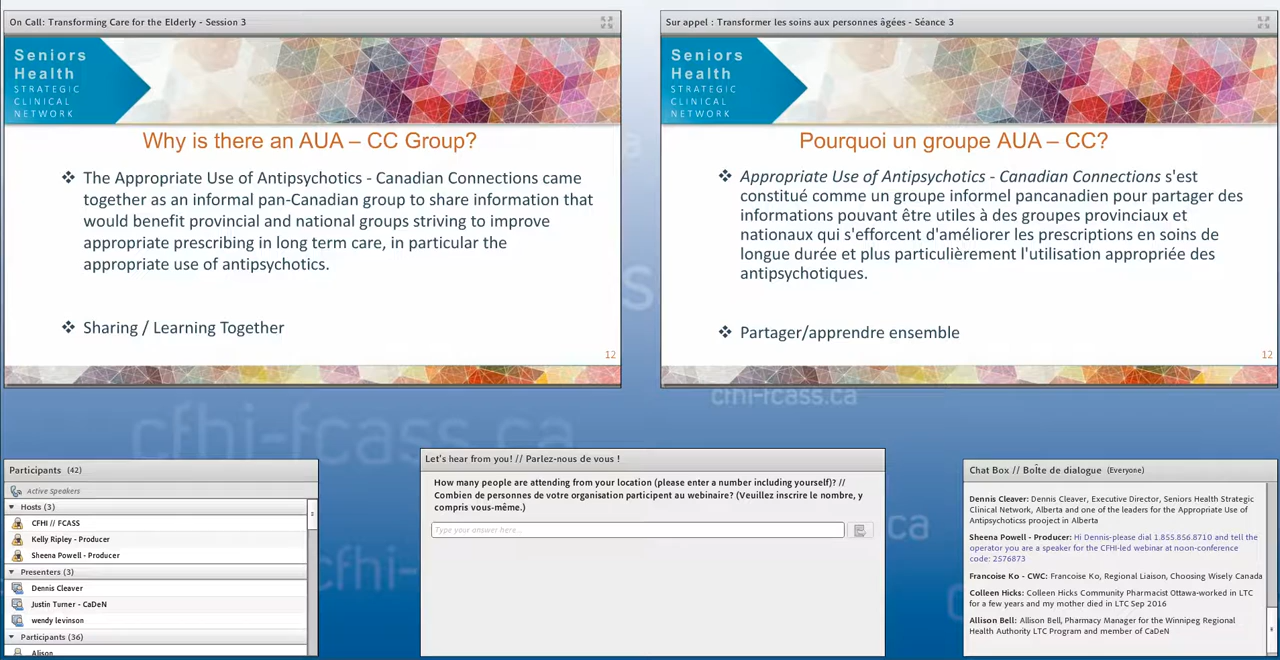 On Call: Transforming Care for the Elderly - Session 3
Seniors
Health
STRATEGIC
CLINICAL
NETWORK
Why is there an AUA – CC Group?
❖ The Appropriate Use of Antipsychotics - Canadian Connections came
together as an informal pan-Canadian group to share information that
would benefit provincial and national groups striving to improve
appropriate prescribing in long term care, in particular the
appropriate use of antipsychotics.
❖ Sharing / Learning Together
12
Sur appel : Transformer les soins aux personnes âgées - Séance 3
Seniors
Health
STRATEGIC
CLINICAL
NETWORK
Pourquoi un groupe AUA – CC?
❖ Appropriate Use of Antipsychotics - Canadian Connections s'est
constitué comme un groupe informel pancanadien pour partager des
informations pouvant être utiles à des groupes provinciaux et
nationaux qui s'efforcent d'améliorer les prescriptions en soins de
longue durée et plus particulièrement l'utilisation appropriée des
antipsychotiques.
❖ Partager/apprendre ensemble
12
cfhi-fcass.ca
cfhi-fcass.ca
Participants (42)
Active Speakers
Hosts (3)
CFHI // FCASS
Kelly Ripley - Producer
Sheena Powell - Producer
Presenters (3)
Dennis Cleaver
Justin Turner - CaDeN
wendy levinson
Participants (36)
Alison
Let's hear from you! // Parlez-nous de vous !
How many people are attending from your location (please enter a number including yourself)? //
Combien de personnes de votre organisation participent au webinaire? (Veuillez inscrire le nombre, y
compris vous-même.)
Type your answer here...
Chat Box // Boîte de dialogue (Everyone)
Dennis Cleaver: Dennis Cleaver, Executive Director, Seniors Health Strategic
Clinical Network, Alberta and one of the leaders for the Appropriate Use of
Antipsychotics prooject in Alberta
Sheena Powell - Producer: Hi Dennis-please dial 1.855.856.8710 and tell the
operator you are a speaker for the CFHI-led webinar at noon-conference
code: 2576873
Francoise Ko - CWC: Francoise Ko, Regional Liaison, Choosing Wisely Canada
Colleen Hicks: Colleen Hicks Community Pharmacist Ottawa-worked in LTC
for a few years and my mother died in LTC Sep 2016
Allison Bell: Allison Bell, Pharmacy Manager for the Winnipeg Regional
Health Authority LTC Program and member of CaDeN